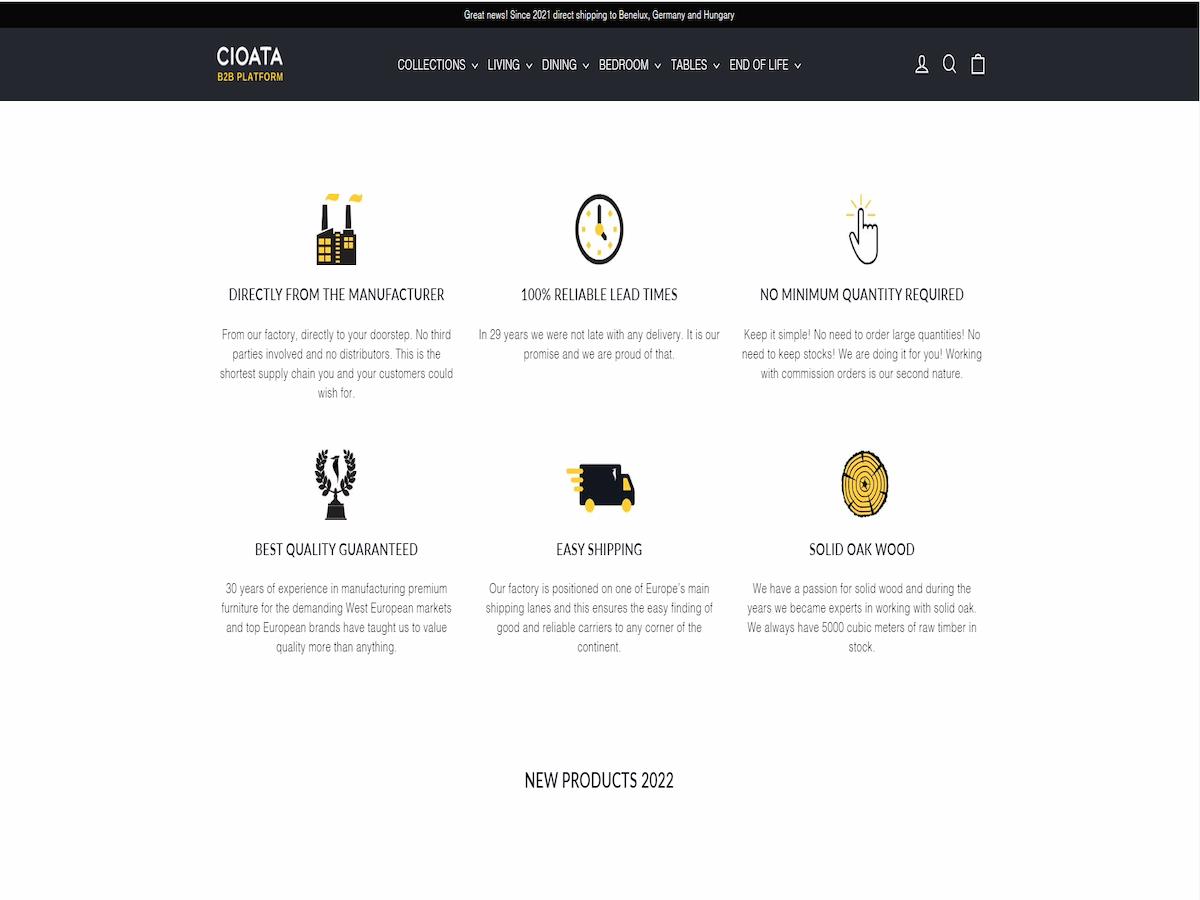 Great news! Since 2021 direct shipping to Benelux, Germany and Hungary
CIOATA
B2B PLATFORM
COLLECTIONS LIVING DINING BEDROOM TABLES END OF LIFE
DIRECTLY FROM THE MANUFACTURER
From our factory, directly to your doorstep. No third
parties involved and no distributors. This is the
shortest supply chain you and your customers could
wish for.
100% RELIABLE LEAD TIMES
In 29 years we were not late with any delivery. It is our
promise and we are proud of that.
NO MINIMUM QUANTITY REQUIRED
Keep it simple! No need to order large quantities! No
need to keep stocks! We are doing it for you! Working
with commission orders is our second nature.
BEST QUALITY GUARANTEED
30 years of experience in manufacturing premium
furniture for the demanding West European markets
and top European brands have taught us to value
quality more than anything.
EASY SHIPPING
Our factory is positioned on one of Europe's main
shipping lanes and this ensures the easy finding of
good and reliable carriers to any corner of the
continent.
SOLID OAK WOOD
We have a passion for solid wood and during the
years we became experts in working with solid oak.
We always have 5000 cubic meters of raw timber in
stock.
NEW PRODUCTS 2022